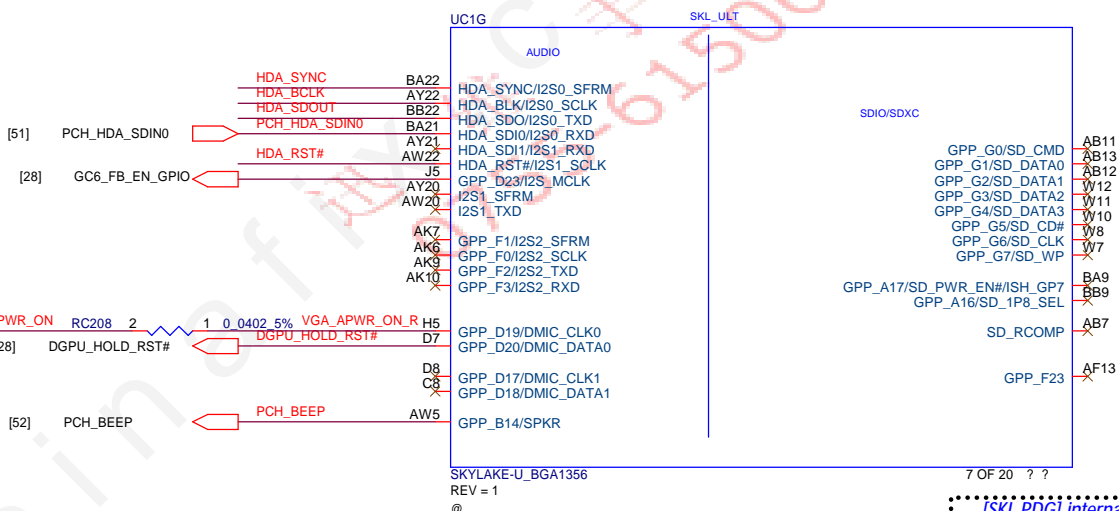 UC1G
SKL_ULT
AUDIO
SDIO/SDXC
HDA_SYNC
BA22
HDA_SYNC/I2S0_SFRM
HDA_BCLK
AY22
HDA_BLK/I2S0_SCLK
HDA_SDOUT
BB22
HDA_SDO/I2S0_TXD
[51]
PCH_HDA_SDIN0
PCH_HDA_SDIN0
BA21
HDA_SDI0/I2S0_RXD
AY21
HDA_SDI1/I2S1_RXD
HDA_RST#
AW22
HDA_RST#/I2S1_SCLK
[28]
GC6_FB_EN_GPIO
J5
GPP_D23/I2S_MCLK
AY20
I2S1_SFRM
AW20
I2S1_TXD
AK7
GPP_F1/I2S2_SFRM
AK6
GPP_F0/I2S2_SCLK
AK9
GPP_F2/I2S2_TXD
AK10
GPP_F3/I2S2_RXD
PWR_ON
RC208
2
1
0_0402_5%
VGA_APWR_ON_R
H5
GPP_D19/DMIC_CLK0
28]
DGPU_HOLD_RST#
DGPU_HOLD_RST#
D7
GPP_D20/DMIC_DATA0
D8
GPP_D17/DMIC_CLK1
C8
GPP_D18/DMIC_DATA1
[52]
PCH_BEEP
PCH_BEEP
AW5
GPP_B14/SPKR
GPP_G0/SD_CMD
AB11
GPP_G1/SD_DATA0
AB13
GPP_G2/SD_DATA1
AB12
GPP_G3/SD_DATA2
W12
GPP_G4/SD_DATA3
W11
GPP_G5/SD_CD#
W10
GPP_G6/SD_CLK
W8
GPP_G7/SD_WP
W7
GPP_A17/SD_PWR_EN#/ISH_GP7
BA9
GPP_A16/SD_1P8_SEL
BB9
SD_RCOMP
AB7
GPP_F23
AF13
SKYLAKE-U_BGA1356
7 OF 20 ? ?
REV = 1
@
[SKL PDG] interna
0755-61500